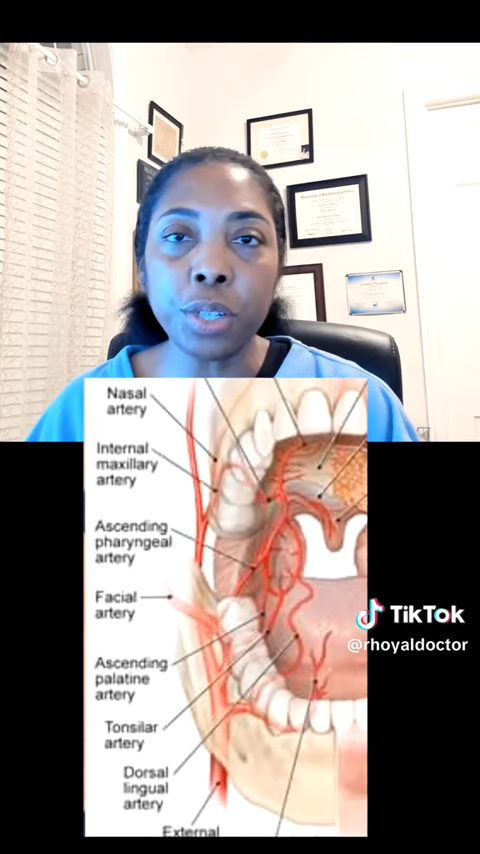 Nasal
artery
Internal
maxillary
artery
Ascending
pharyngeal
artery
Facial
artery
Ascending
palatine
artery
Tonsilar
artery
Dorsal
lingual
artery
External
TikTok
@rhoyaldoctor